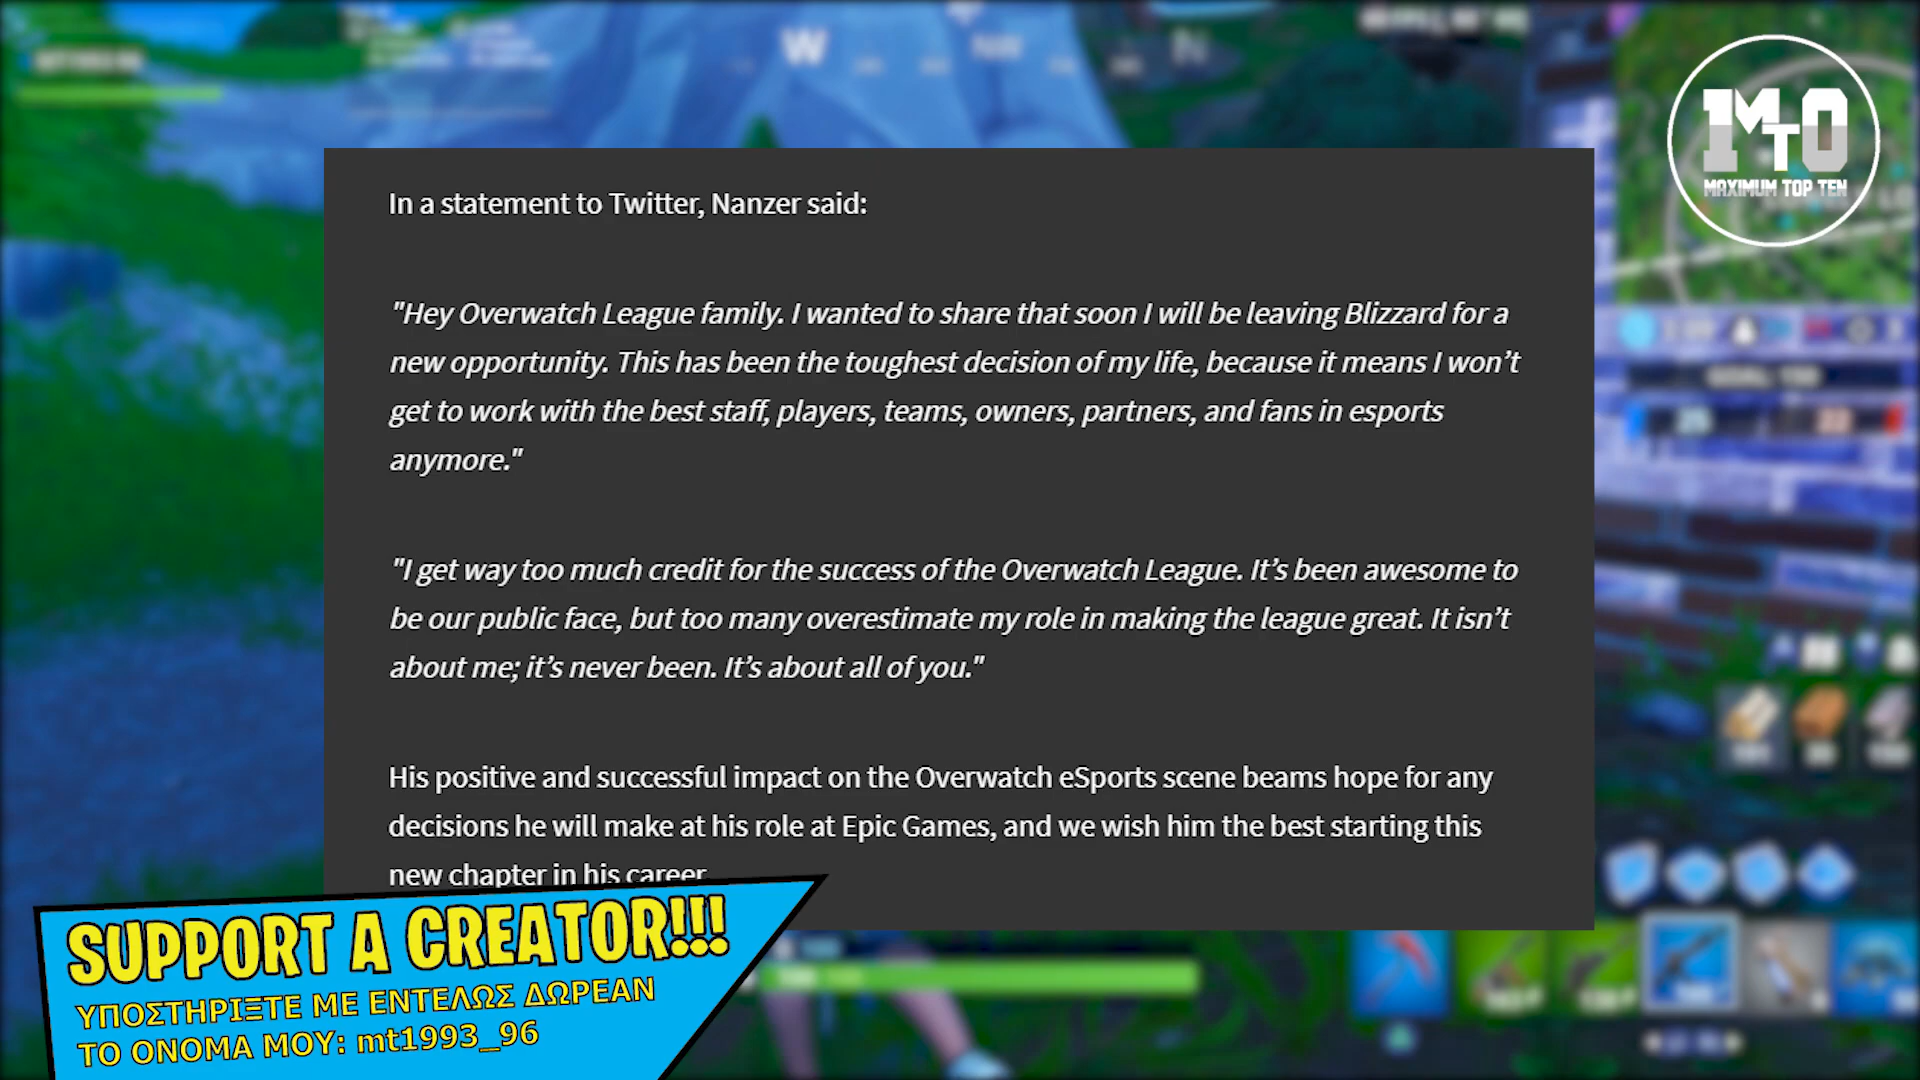 W
NW
N
1MTO
MAXIMUM TOP TEN
In a statement to Twitter, Nanzer said:
"Hey Overwatch League family. I wanted to share that soon I will be leaving Blizzard for a
new opportunity. This has been the toughest decision of my life, because it means I won’t
get to work with the best staff, players, teams, owners, partners, and fans in esports
anymore."
"I get way too much credit for the success of the Overwatch League. It’s been awesome to
be our public face, but too many overestimate my role in making the league great. It isn’t
about me; it’s never been. It’s about all of you."
His positive and successful impact on the Overwatch eSports scene beams hope for any
decisions he will make at his role at Epic Games, and we wish him the best starting this
new chapter in his career
SUPPORT A CREATOR!!!
ΥΠΟΣΤΗΡΙΞΤΕ ΜΕ ΕΝΤΕΛΩΣ ΔΩΡΕΑΝ
ΤΟ ΟΝΟΜΑ ΜΟΥ: mt1993_96